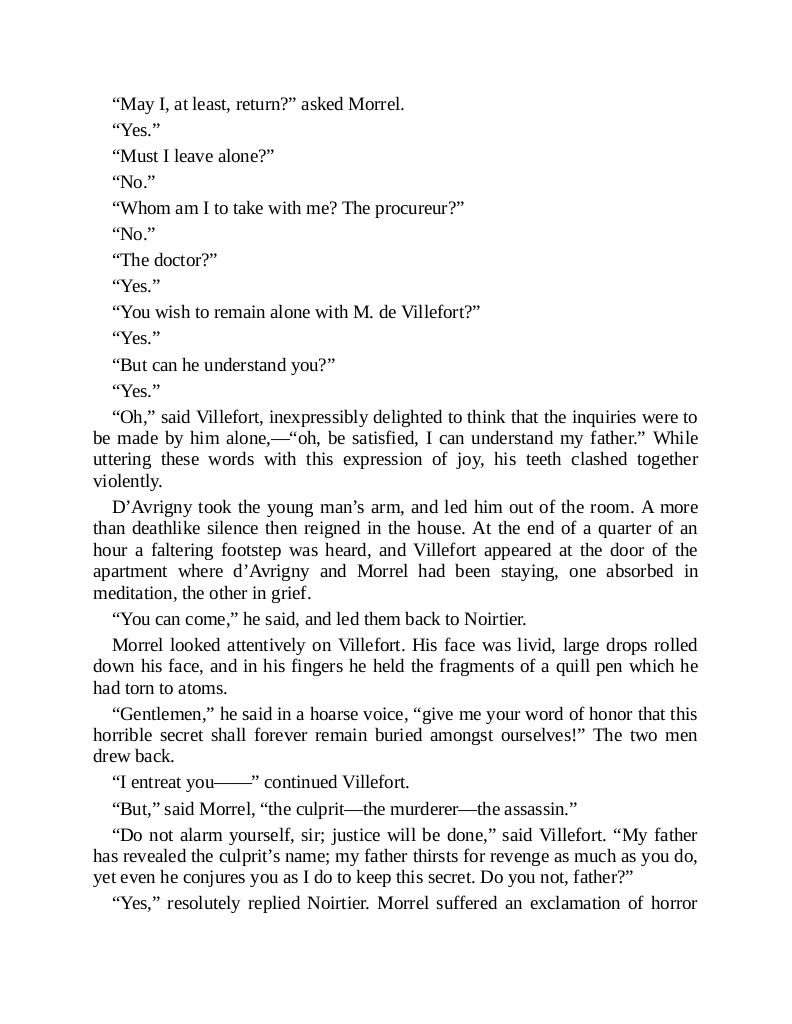 “May I, at least, return?” asked Morrel.
“Yes.”
“Must I leave alone?”
“No.”
“Whom am I to take with me? The procureur?”
“No.”
“The doctor?”
“Yes.”
“You wish to remain alone with M. de Villefort?”
“Yes.”
“But can he understand you?”
“Yes.”
“Oh,” said Villefort, inexpressibly delighted to think that the inquiries were to
be made by him alone,—“oh, be satisfied, I can understand my father.” While
uttering these words with this expression of joy, his teeth clashed together
violently.
D’Avrigny took the young man’s arm, and led him out of the room. A more
than deathlike silence then reigned in the house. At the end of a quarter of an
hour a faltering footstep was heard, and Villefort appeared at the door of the
apartment where d’Avrigny and Morrel had been staying, one absorbed in
meditation, the other in grief.
“You can come,” he said, and led them back to Noirtier.
Morrel looked attentively on Villefort. His face was livid, large drops rolled
down his face, and in his fingers he held the fragments of a quill pen which he
had torn to atoms.
“Gentlemen,” he said in a hoarse voice, “give me your word of honor that this
horrible secret shall forever remain buried amongst ourselves!” The two men
drew back.
“I entreat you——” continued Villefort.
“But,” said Morrel, “the culprit—the murderer—the assassin.”
“Do not alarm yourself, sir; justice will be done,” said Villefort. “My father
has revealed the culprit’s name; my father thirsts for revenge as much as you do,
yet even he conjures you as I do to keep this secret. Do you not, father?”
“Yes,” resolutely replied Noirtier. Morrel suffered an exclamation of horror